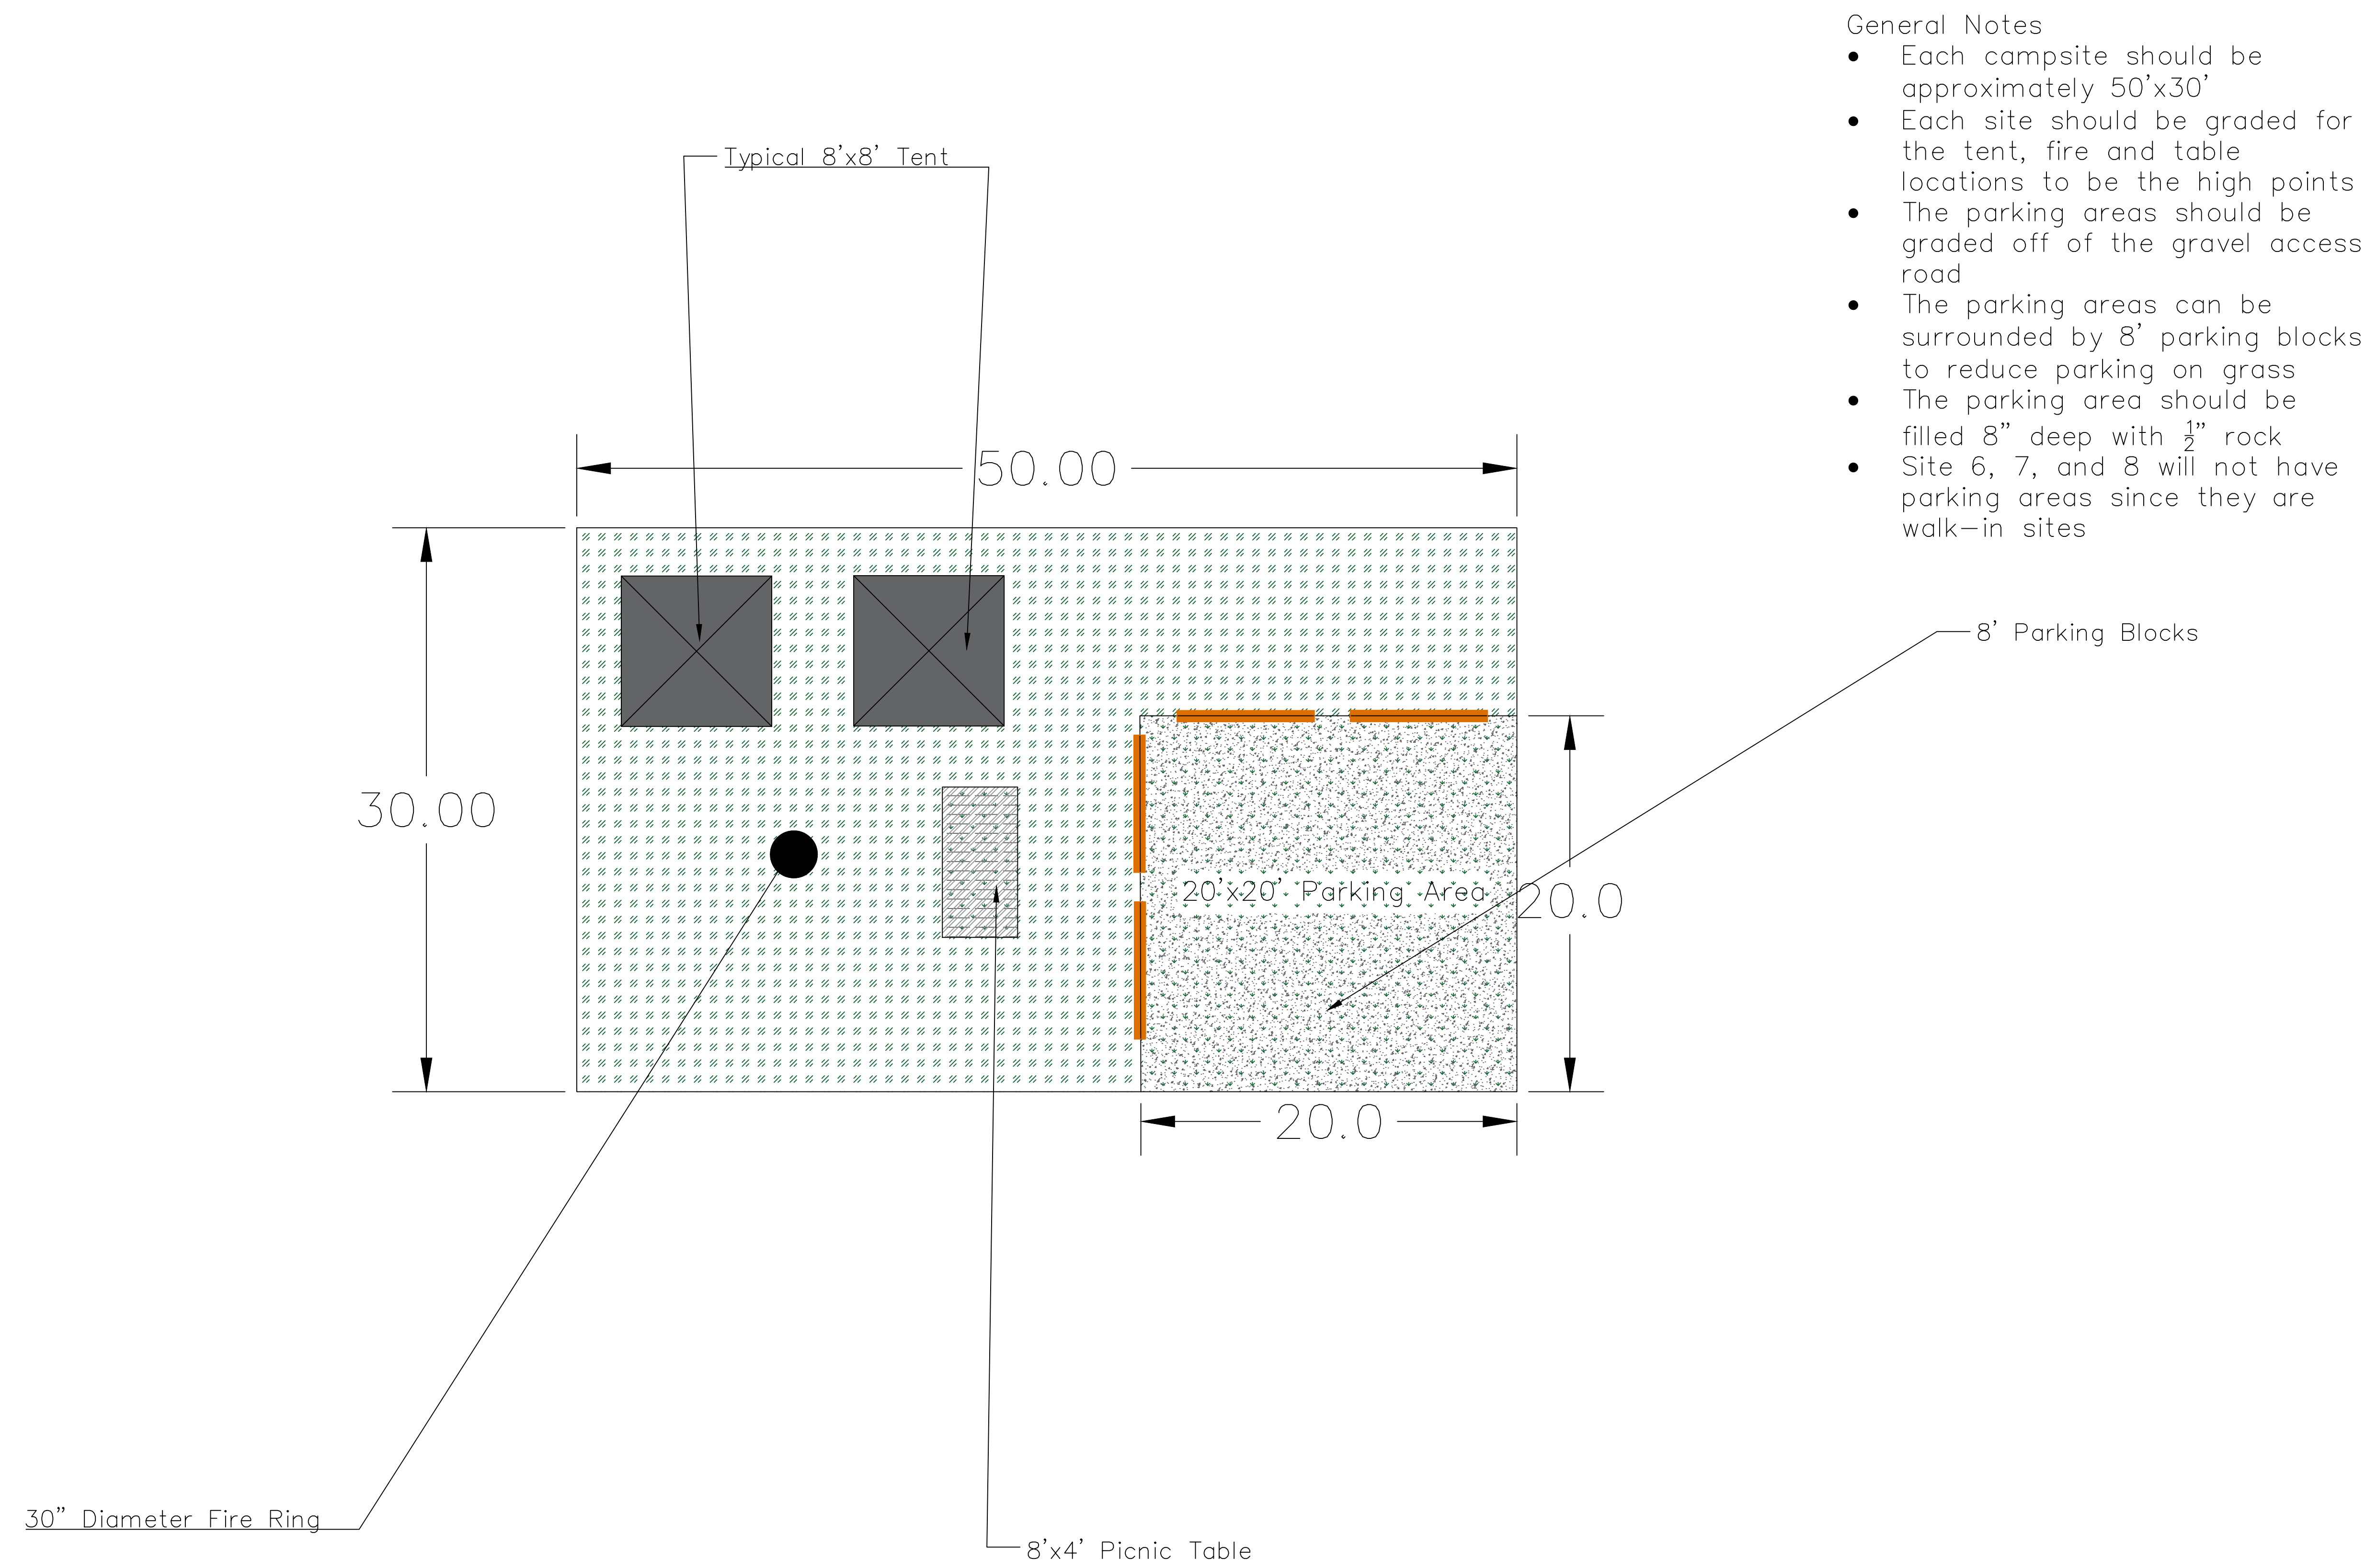 General Notes
• Each campsite should be
approximately 50'x30'
• Each site should be graded for
the tent, fire and table
locations to be the high points
• The parking areas should be
graded off of the gravel access
road
• The parking areas can be
surrounded by 8' parking blocks
to reduce parking on grass
• The parking area should be
filled 8" deep with 1/2" rock
• Site 6, 7, and 8 will not have
parking areas since they are
walk-in sites
Typical 8'x8' Tent
50.00
8' Parking Blocks
30.00
20'x20' Parking Area
20.0
20.0
30" Diameter Fire Ring
8'x4' Picnic Table